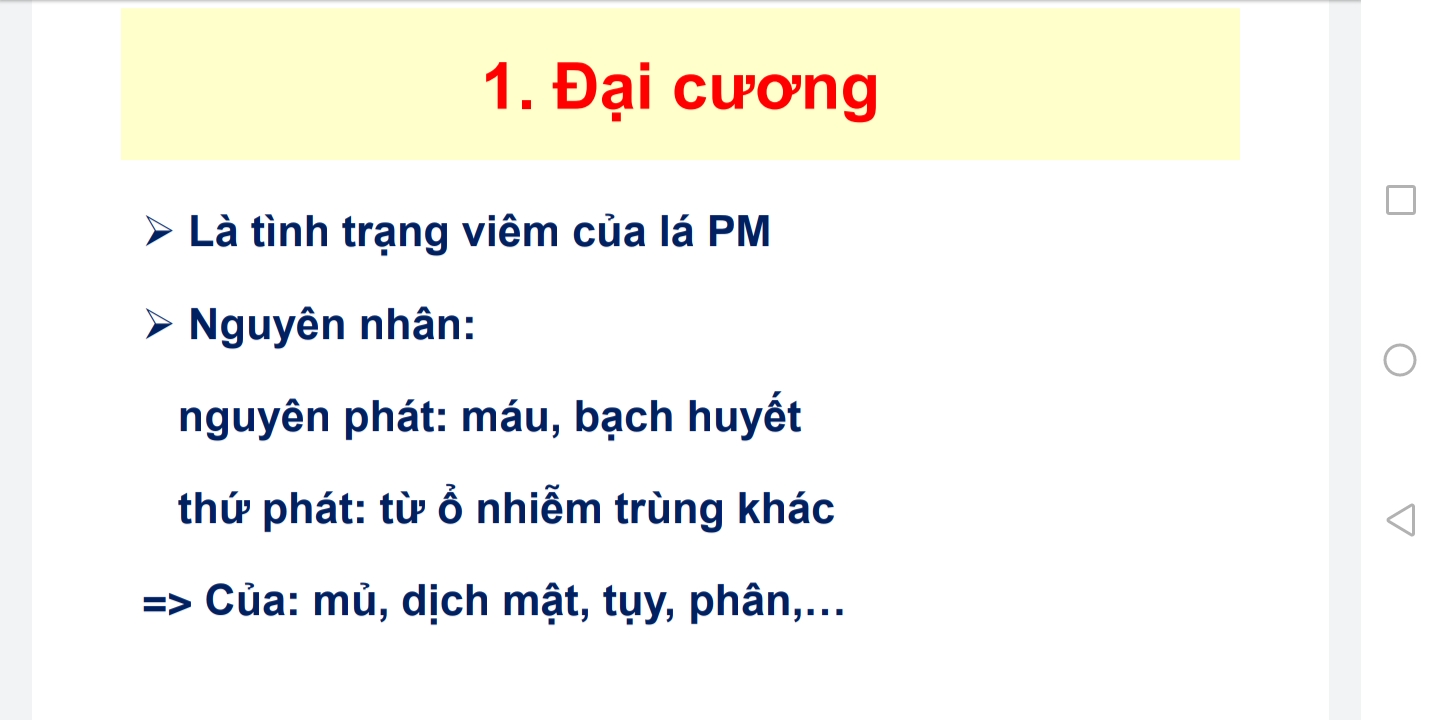 1. Đại cương
➢ Là tình trạng viêm của lá PM
➢ Nguyên nhân:
nguyên phát: máu, bạch huyết
thứ phát: từ ổ nhiễm trùng khác
=> Của: mủ, dịch mật, tụy, phân,...